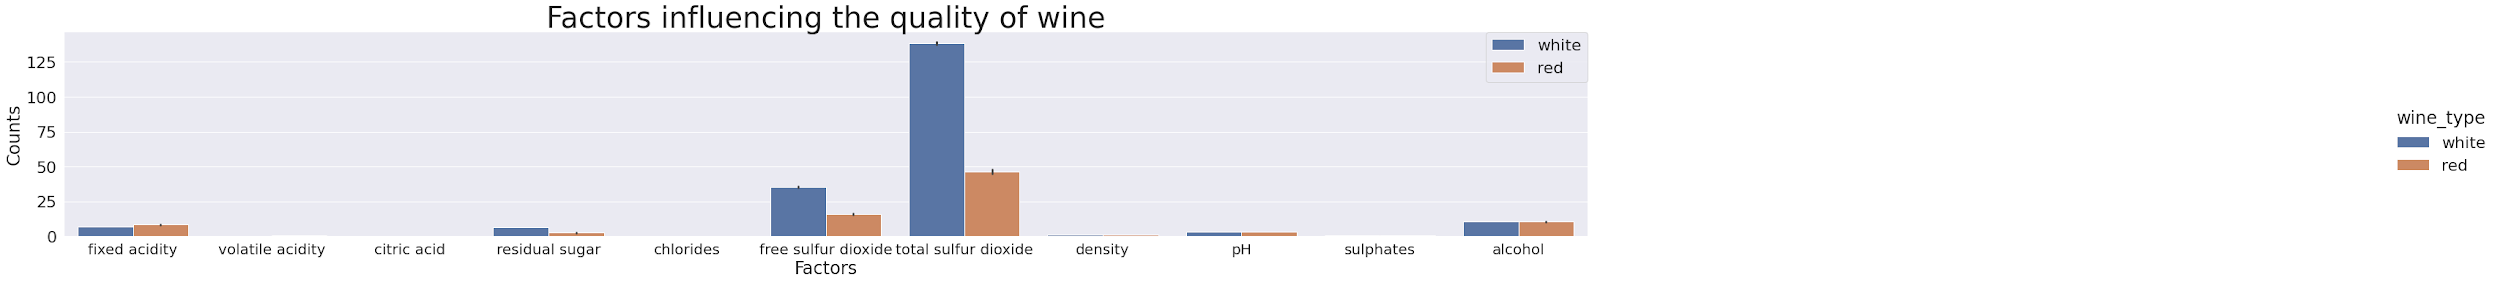 Factors influencing the quality of wine
white
red
125
100
75
50
25
0
Counts
fixed acidity volatile acidity citric acid residual sugar chlorides free sulfur dioxide total sulfur dioxide density pH sulphates alcohol
Factors
wine_type
white
red